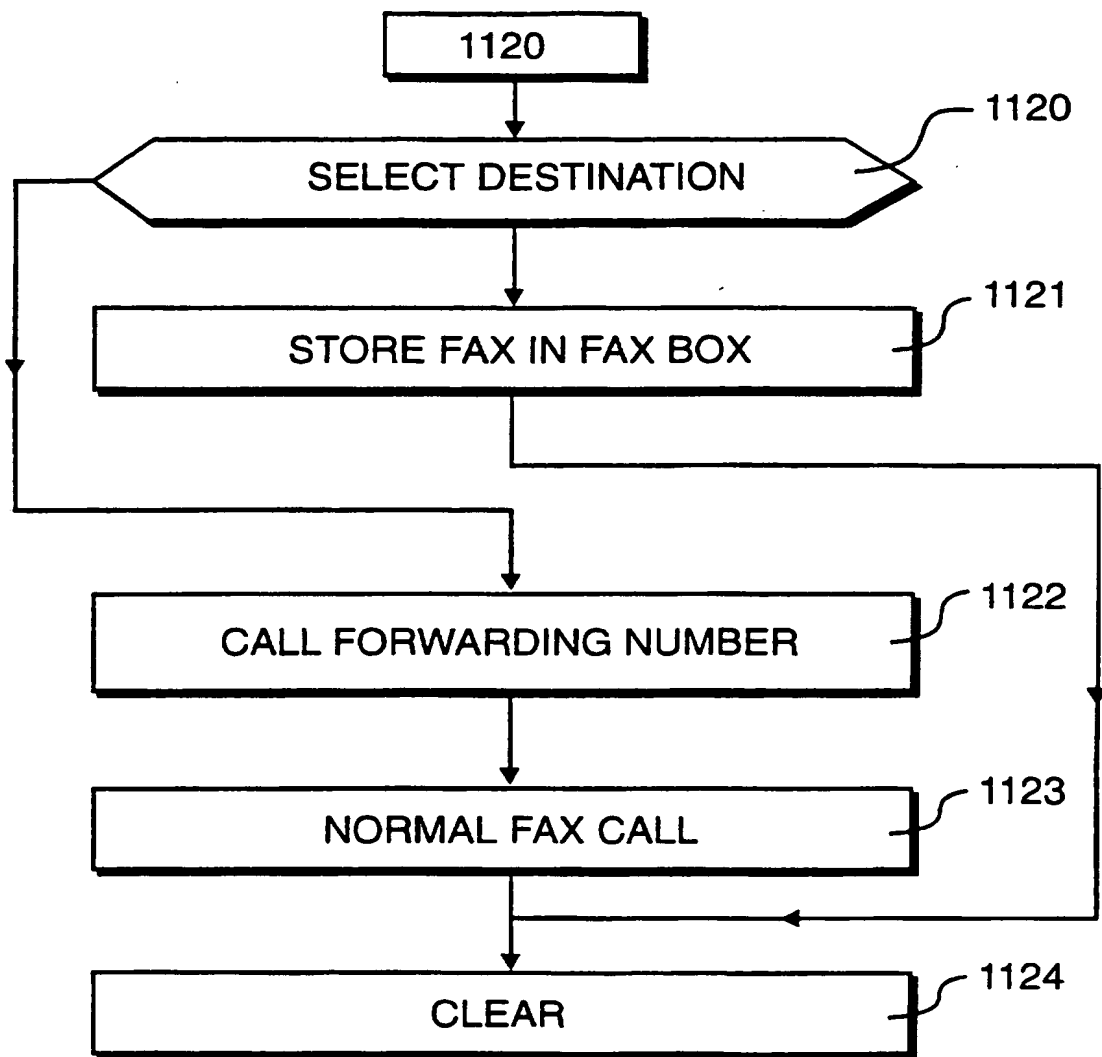 1120
1120
SELECT DESTINATION
1121
STORE FAX IN FAX BOX
1122
CALL FORWARDING NUMBER
1123
NORMAL FAX CALL
1124
CLEAR